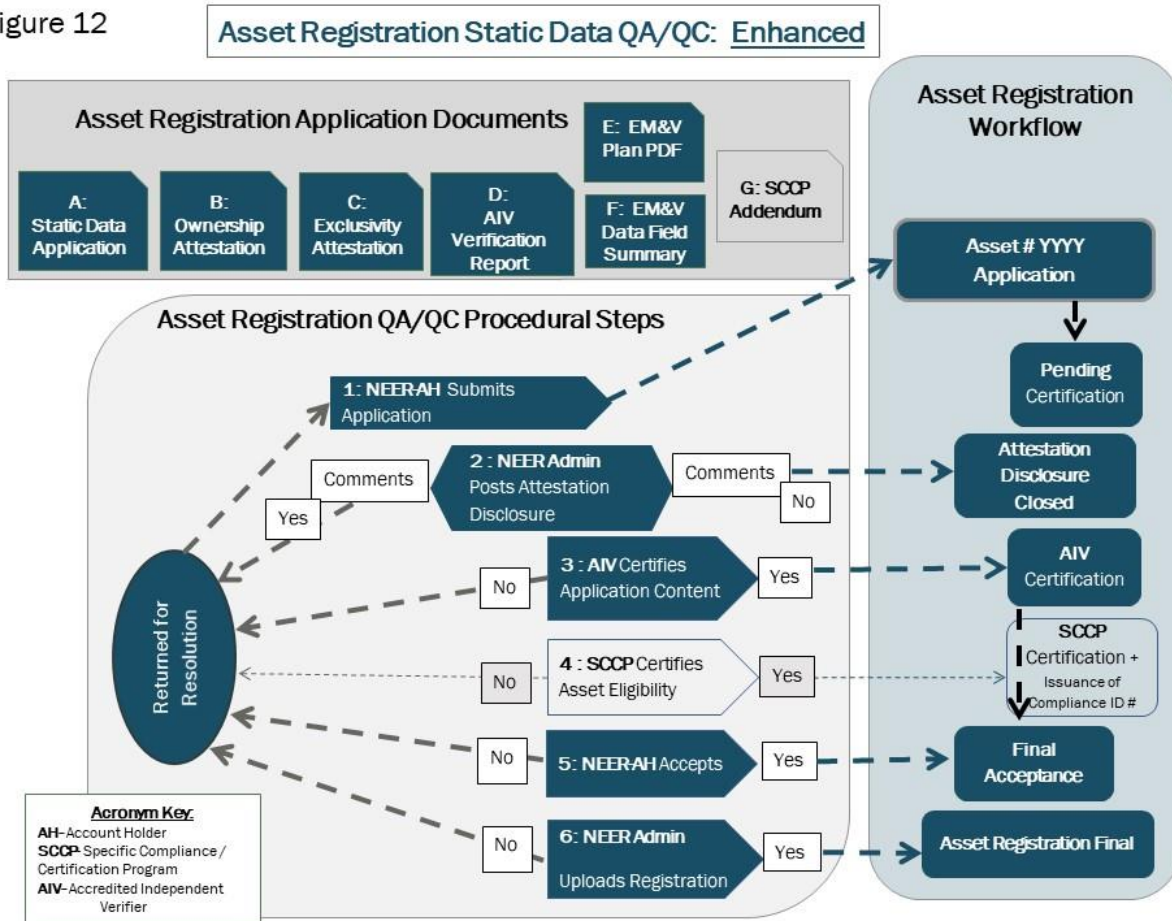 igure 12
Asset Registration Static Data QA/QC: Enhanced
Asset Registration Application Documents
A:
Static Data
Application
B:
Ownership
Attestation
C:
Exclusivity
Attestation
D:
AIV
Verification
Report
E: EM&V
Plan PDF
F: EM&V
Data Field
Summary
G: SCCP
Addendum
Asset Registration
Workflow
Asset # YYYY
Application
Pending
Certification
Attestation
Disclosure
Closed
AIV
Certification
SCCP
Certification +
Issuance of
Compliance ID #
Final
Acceptance
Asset Registration Final
Asset Registration QA/QC Procedural Steps
1: NEER-AH Submits
Application
Comments
Yes
2 : NEER Admin
Posts Attestation
Disclosure
Comments
No
No
3 : AIV Certifies
Application Content
Yes
No
4 : SCCP Certifies
Asset Eligibility
Yes
No
5: NEER-AH Accepts
Yes
No
6: NEER Admin
Uploads Registration
Yes
Returned for
Resolution
Acronym Key:
AH-Account Holder
SCCP-Specific Compliance /
Certification Program
AIV-Accredited Independent
Verifier